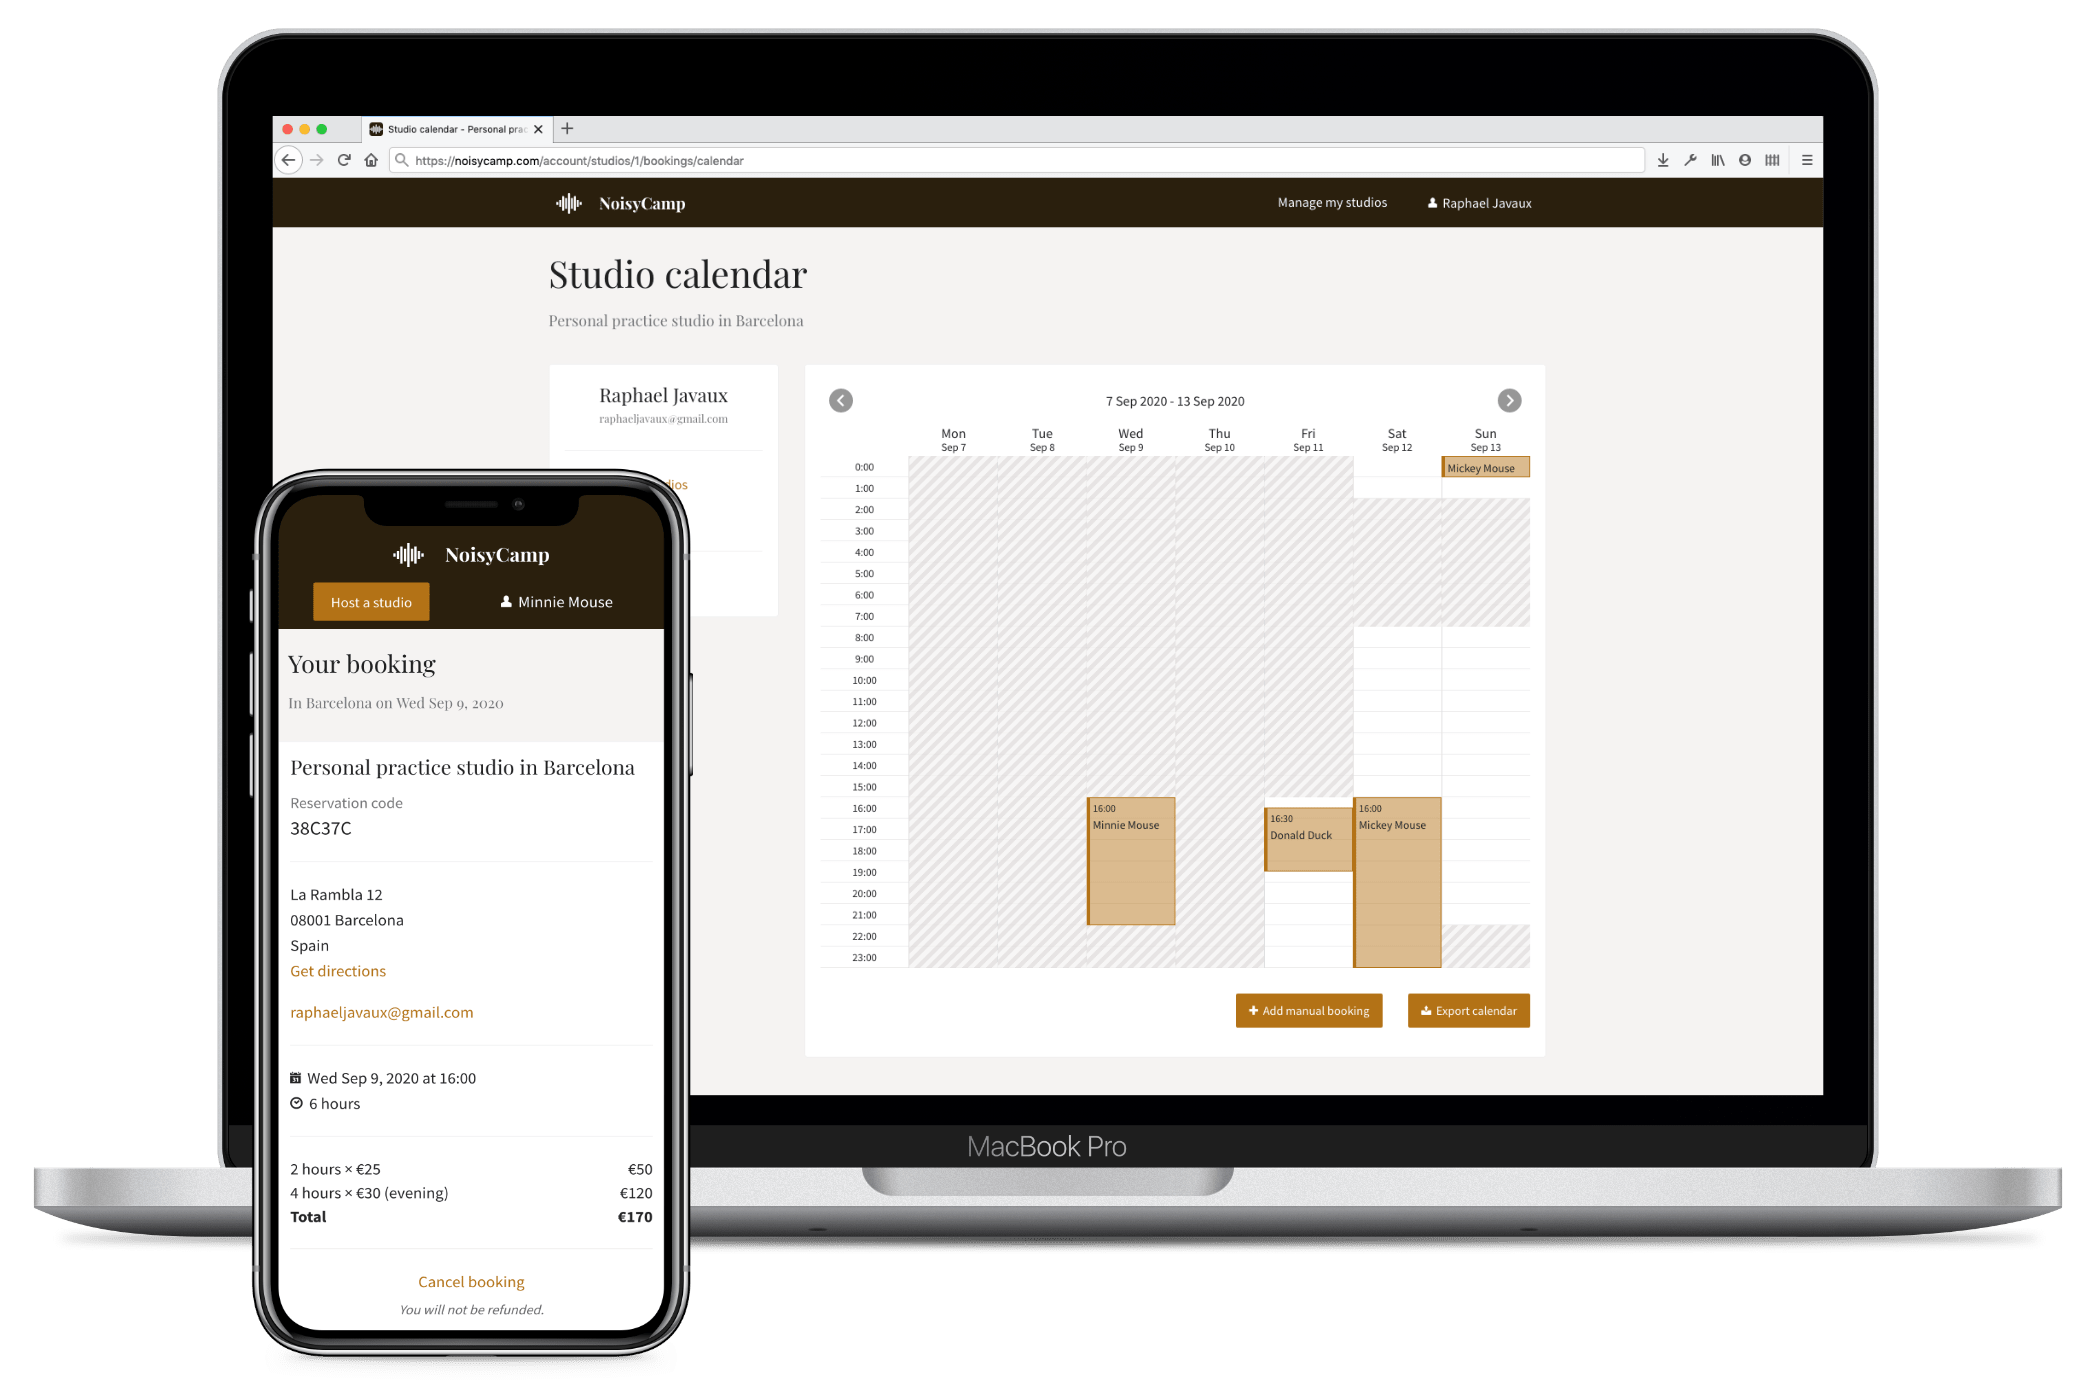 Studio calendar - Personal prac
https://noisycamp.com/account/studios/1/bookings/calendar
NoisyCamp
Manage my studios
Raphael Javaux
Studio calendar
Personal practice studio in Barcelona
Raphael Javaux
raphaeljavaux@gmail.com
7 Sep 2020 - 13 Sep 2020
Mon Tue Wed Thu Fri Sat Sun
Sep 7 Sep 8 Sep 9 Sep 10 Sep 11 Sep 12 Sep 13
0:00
Mickey Mouse
1:00
2:00
3:00
4:00
5:00
6:00
7:00
8:00
9:00
10:00
11:00
12:00
13:00
14:00
15:00
16:00
17:00
18:00
19:00
20:00
21:00
22:00
23:00
16:00
Minnie Mouse
16:30
Donald Duck
16:00
Mickey Mouse
Add manual booking
Export calendar
MacBook Pro
NoisyCamp
Host a studio
Minnie Mouse
Your booking
In Barcelona on Wed Sep 9, 2020
Personal practice studio in Barcelona
Reservation code
38C37C
La Rambla 12
08001 Barcelona
Spain
Get directions
raphaeljavaux@gmail.com
Wed Sep 9, 2020 at 16:00
6 hours
2 hours × €25 €50
4 hours × €30 (evening) €120
Total €170
Cancel booking
You will not be refunded.